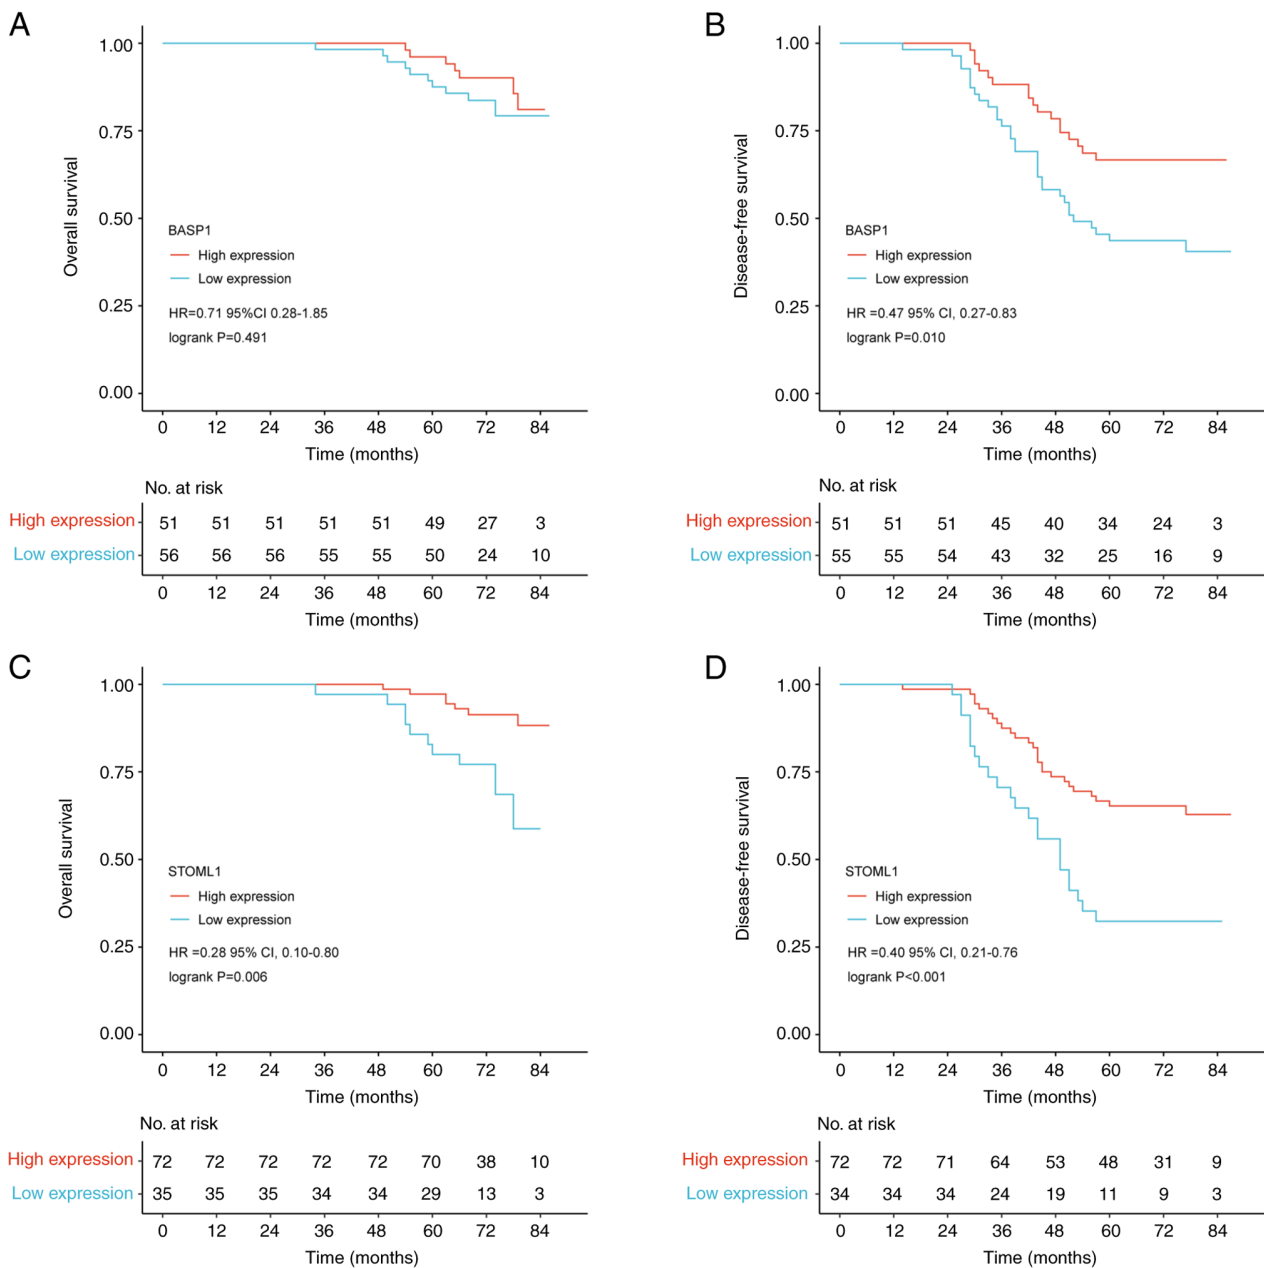 A
1.00
0.75
0.50
0.25
0.00
Overall survival
BASP1
High expression
Low expression
HR=0.71 95%CI 0.28-1.85
logrank P=0.491
0 12 24 36 48 60 72 84
Time (months)
No. at risk
High expression 51 51 51 51 51 49 27 3
Low expression 56 56 56 55 55 50 24 10
0 12 24 36 48 60 72 84
Time (months)
B
1.00
0.75
0.50
0.25
0.00
Disease-free survival
BASP1
High expression
Low expression
HR =0.47 95% CI, 0.27-0.83
logrank P=0.010
0 12 24 36 48 60 72 84
Time (months)
No. at risk
High expression 51 51 51 45 40 34 24 3
Low expression 55 55 54 43 32 25 16 9
0 12 24 36 48 60 72 84
Time (months)
C
1.00
0.75
0.50
0.25
0.00
Overall survival
STOML1
High expression
Low expression
HR =0.28 95% CI, 0.10-0.80
logrank P=0.006
0 12 24 36 48 60 72 84
Time (months)
No. at risk
High expression 72 72 72 72 72 70 38 10
Low expression 35 35 35 34 34 29 13 3
0 12 24 36 48 60 72 84
Time (months)
D
1.00
0.75
0.50
0.25
0.00
Disease-free survival
STOML1
High expression
Low expression
HR =0.40 95% CI, 0.21-0.76
logrank P<0.001
0 12 24 36 48 60 72 84
Time (months)
No. at risk
High expression 72 72 71 64 53 48 31 9
Low expression 34 34 34 24 19 11 9 3
0 12 24 36 48 60 72 84
Time (months)